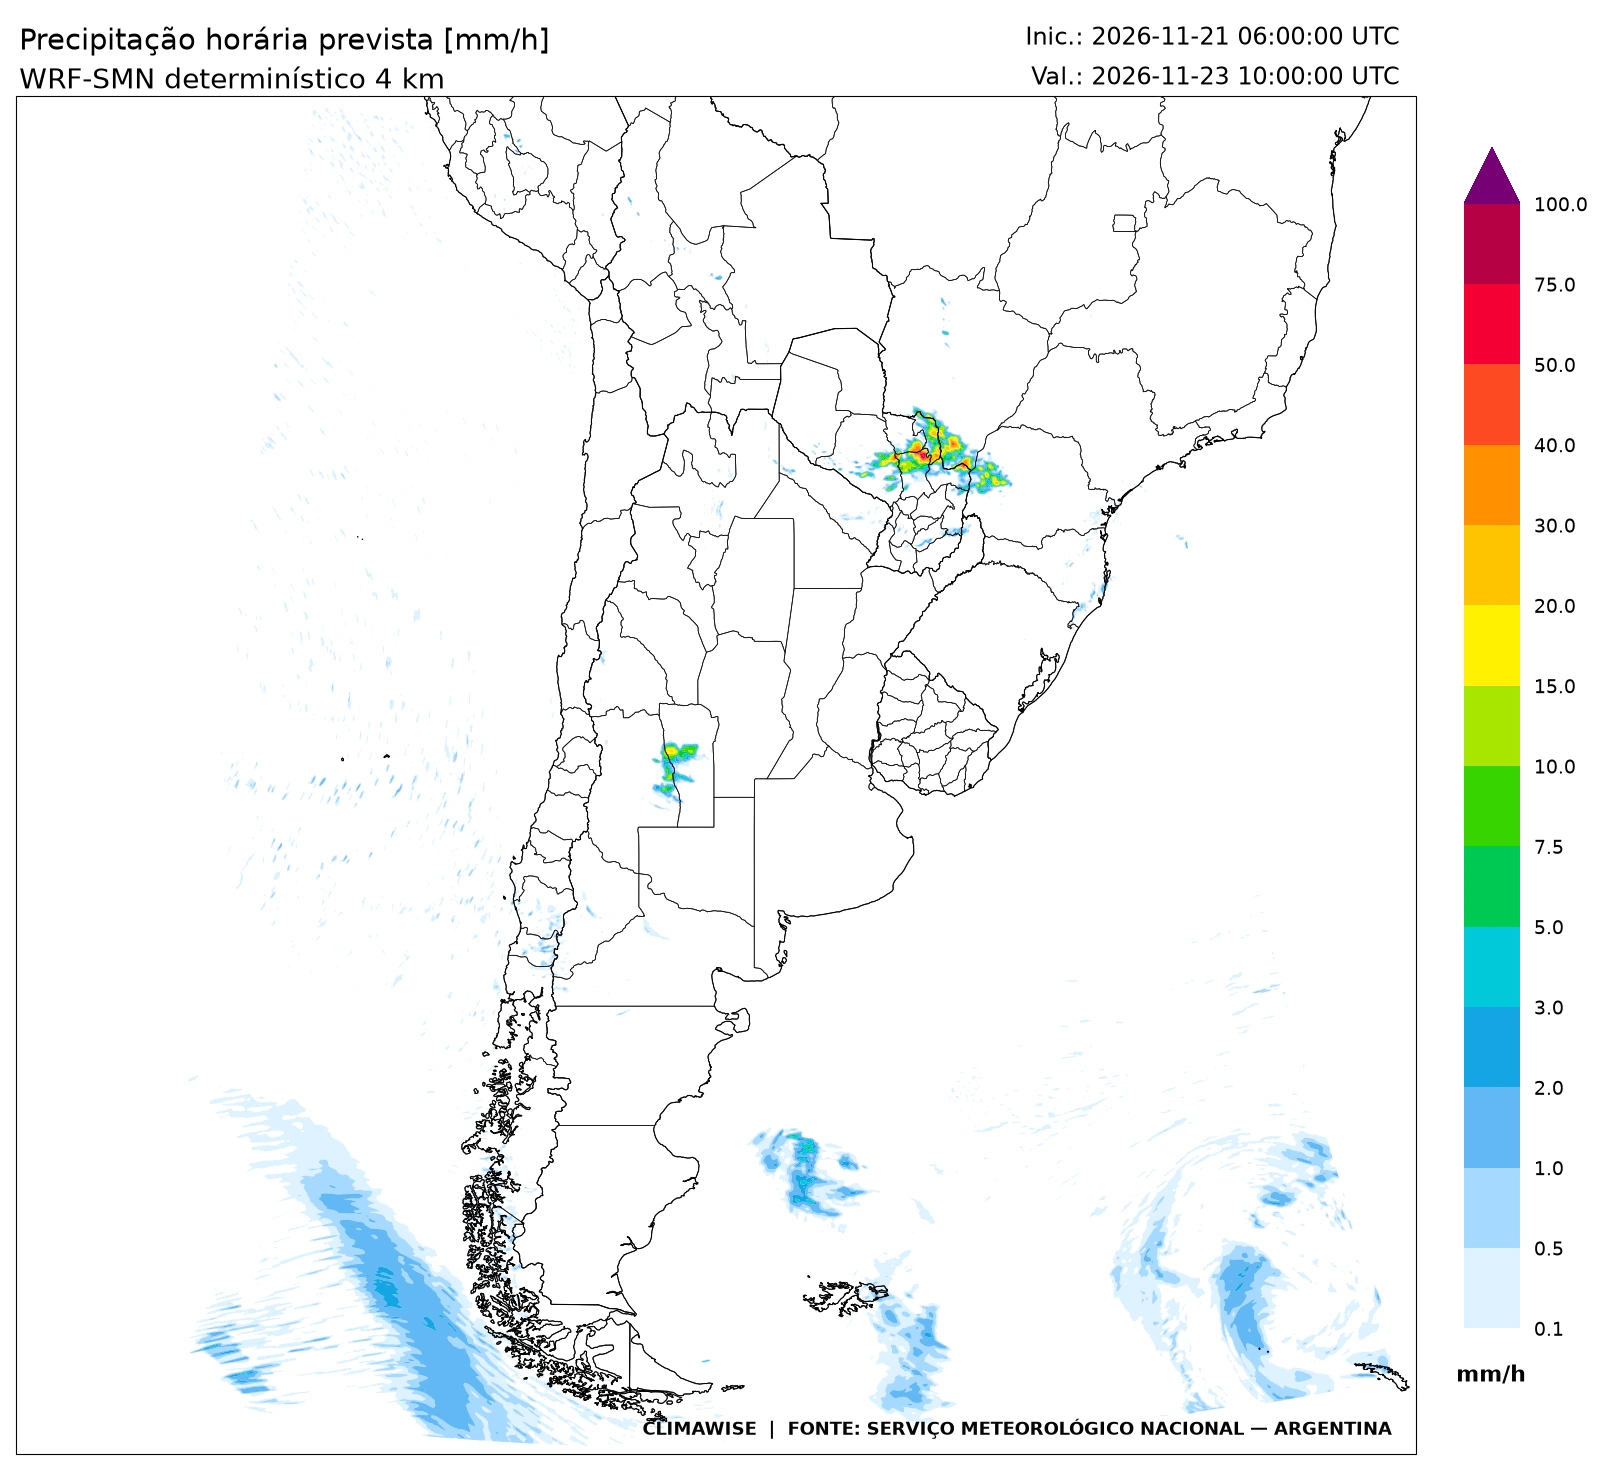 Precipitação horária prevista [mm/h]
WRF-SMN determinístico 4 km
Inic.: 2026-11-21 06:00:00 UTC
Val.: 2026-11-23 10:00:00 UTC
100.0
75.0
50.0
40.0
30.0
20.0
15.0
10.0
7.5
5.0
3.0
2.0
1.0
0.5
0.1
mm/h
CLIMAWISE | FONTE: SERVIÇO METEOROLÓGICO NACIONAL — ARGENTINA